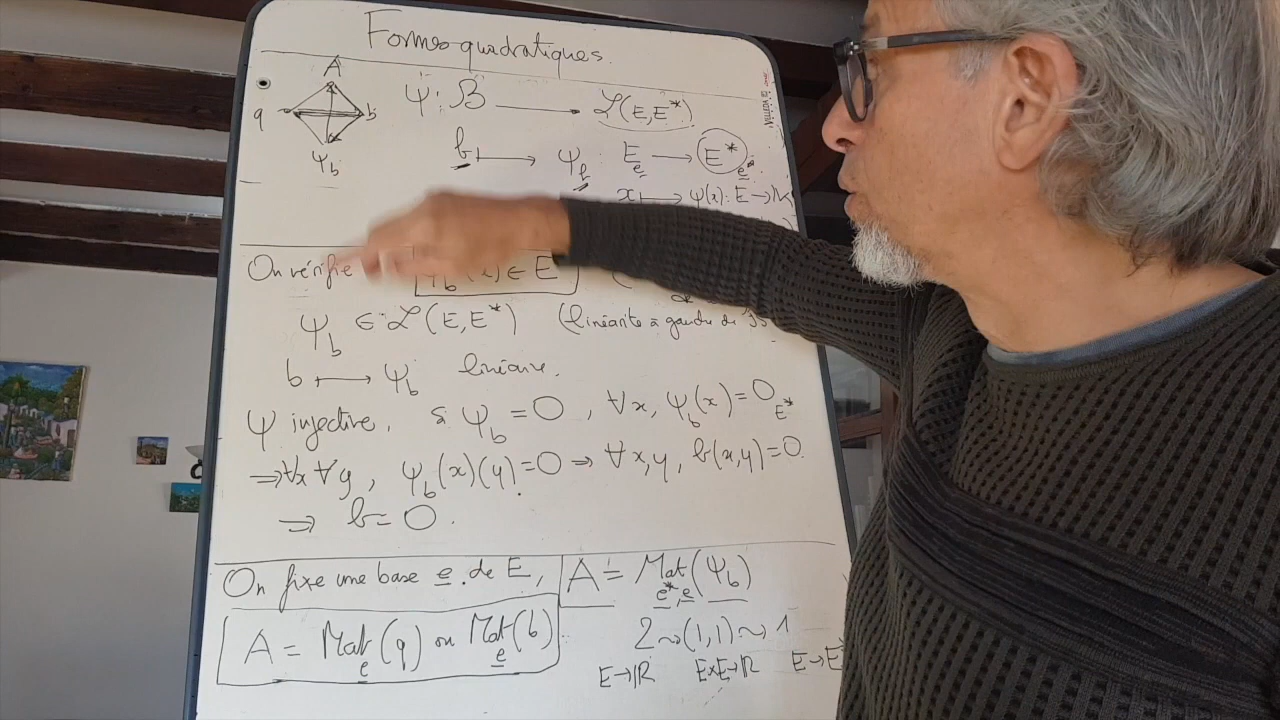 Formes quadratiques.
A
q b
ψ_b
ψ : B ⟶ ℒ(E,E*)
b ⟼ ψ_b : E ⟶ E*
e e*
x ⟼ ψ(x) : E → K
On vérifie
ψ_b ∈ ℒ(E,E*) (linéarité à gauche de
b ⟼ ψ_b linéaire.
ψ injective, si ψ_b = 0, ∀x, ψ_b(x) = 0_E*
⇒ ∀x ∀y, ψ_b(x)(y) = 0 ⇒ ∀x,y, b(x,y) = 0.
⇒ b = 0.
On fixe une base e de E, A = Mat_e*,e(ψ_b)
A = Mat_e(q) ou Mat_e(b)
2 ⤳ (1,1) ⤳ 1
E→ℝ E×E→ℝ E→E*